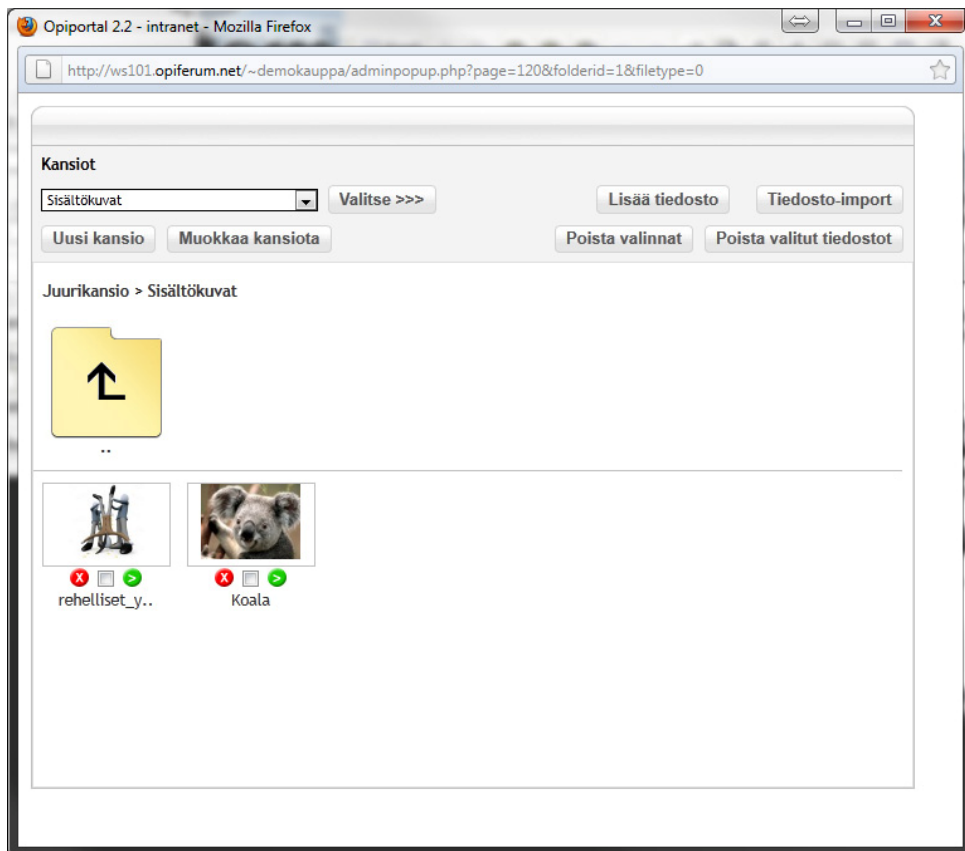 Opiportal 2.2 - intranet - Mozilla Firefox
http://ws101.opiferum.net/~demokauppa/adminpopup.php?page=120&folderid=1&filetype=0
Kansiot
Sisältökuvat Valitse >>> Lisää tiedosto Tiedosto-import
Uusi kansio Muokkaa kansiota Poista valinnat Poista valitut tiedostot
Juurikansio > Sisältökuvat
..
X > X >
rehelliset_y.. Koala